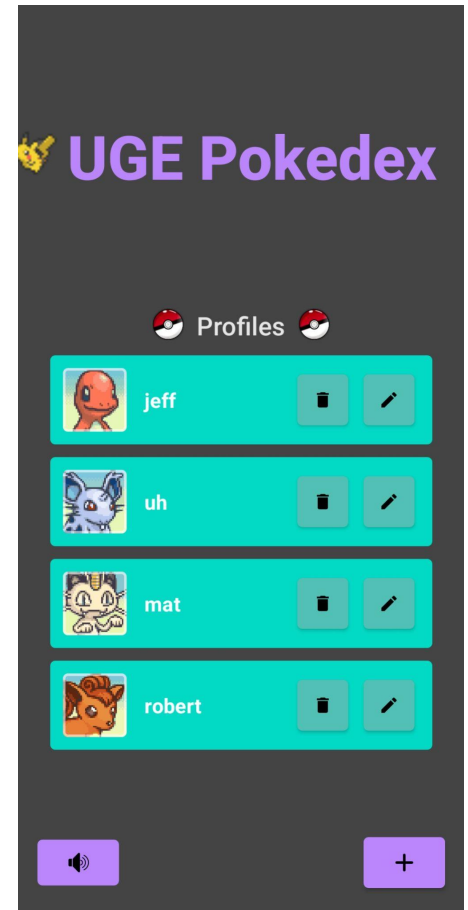 UGE Pokedex
Profiles
jeff
uh
mat
robert